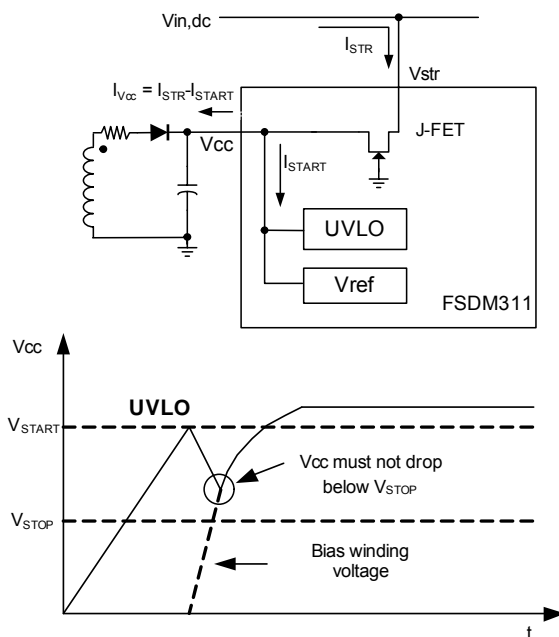 Vin,dc
ISTR
Vstr
IVcc = ISTR-ISTART
J-FET
Vcc
ISTART
UVLO
Vref
FSDM311
Vcc
UVLO
VSTART
Vcc must not drop
below VSTOP
VSTOP
Bias winding
voltage
t